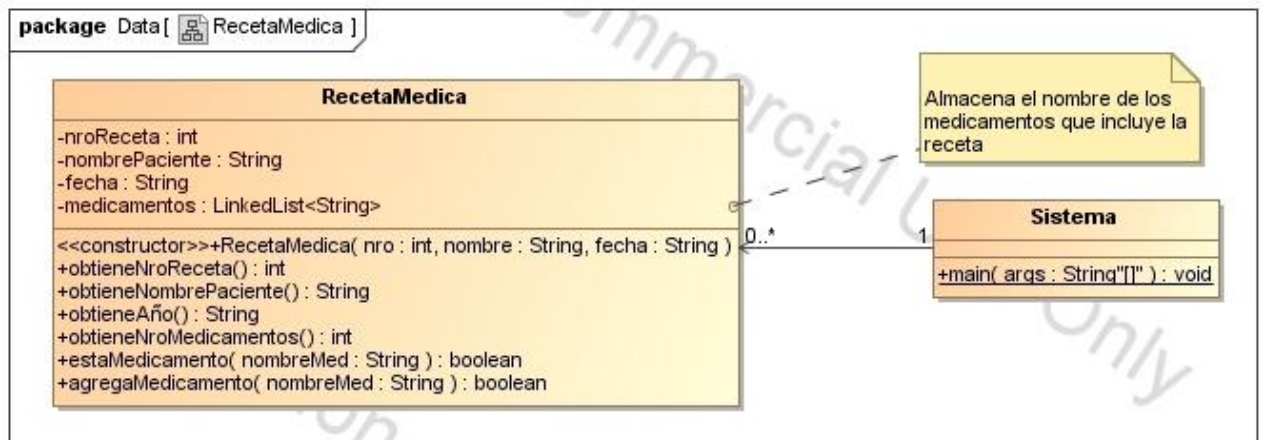 package Data [ RecetaMedica ]
RecetaMedica
-nroReceta : int
-nombrePaciente : String
-fecha : String
-medicamentos : LinkedList<String>
<<constructor>>+RecetaMedica( nro : int, nombre : String, fecha : String )
+obtieneNroReceta() : int
+obtieneNombrePaciente() : String
+obtieneAño() : String
+obtieneNroMedicamentos() : int
+estaMedicamento( nombreMed : String ) : boolean
+agregaMedicamento( nombreMed : String ) : boolean
Almacena el nombre de los
medicamentos que incluye la
receta
0..*
1
Sistema
+main( args : String"[]" ) : void
Only